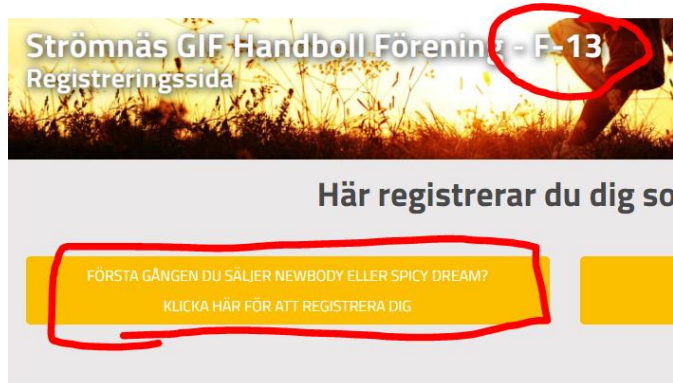 Strömnäs GIF Handboll Förening - F-13
Registreringssida
Här registrerar du dig so
FÖRSTA GÅNGEN DU SÄLJER NEWBODY ELLER SPICY DREAM?
KLICKA HÄR FÖR ATT REGISTRERA DIG